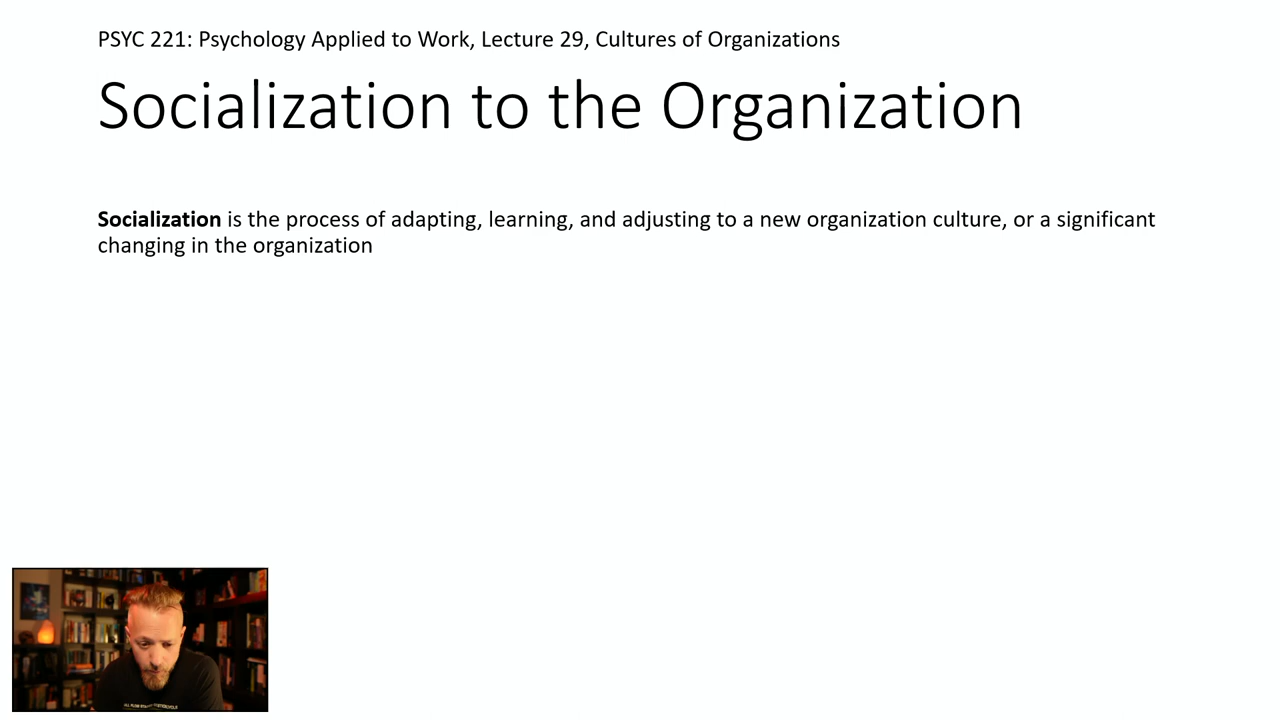 PSYC 221: Psychology Applied to Work, Lecture 29, Cultures of Organizations
Socialization to the Organization
Socialization is the process of adapting, learning, and adjusting to a new organization culture, or a significant
changing in the organization